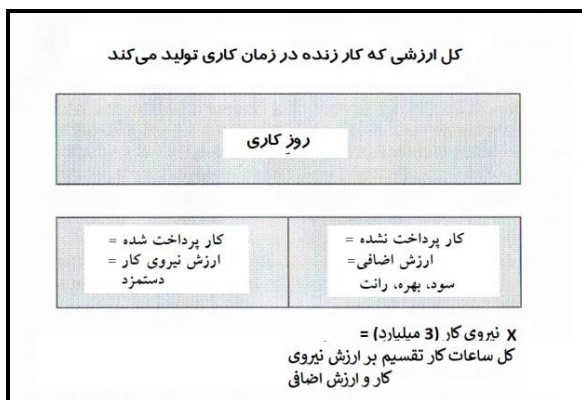 کل ارزشی که کار زنده در زمان کاری تولید می‌کند
روز کاری
کار پرداخت نشده =
ارزش اضافی=
سود، بهره، رانت
کار پرداخت شده =
ارزش نیروی کار =
دستمزد
X نیروی کار (3 میلیارد) =
کل ساعات کار تقسیم بر ارزش نیروی
کار و ارزش اضافی